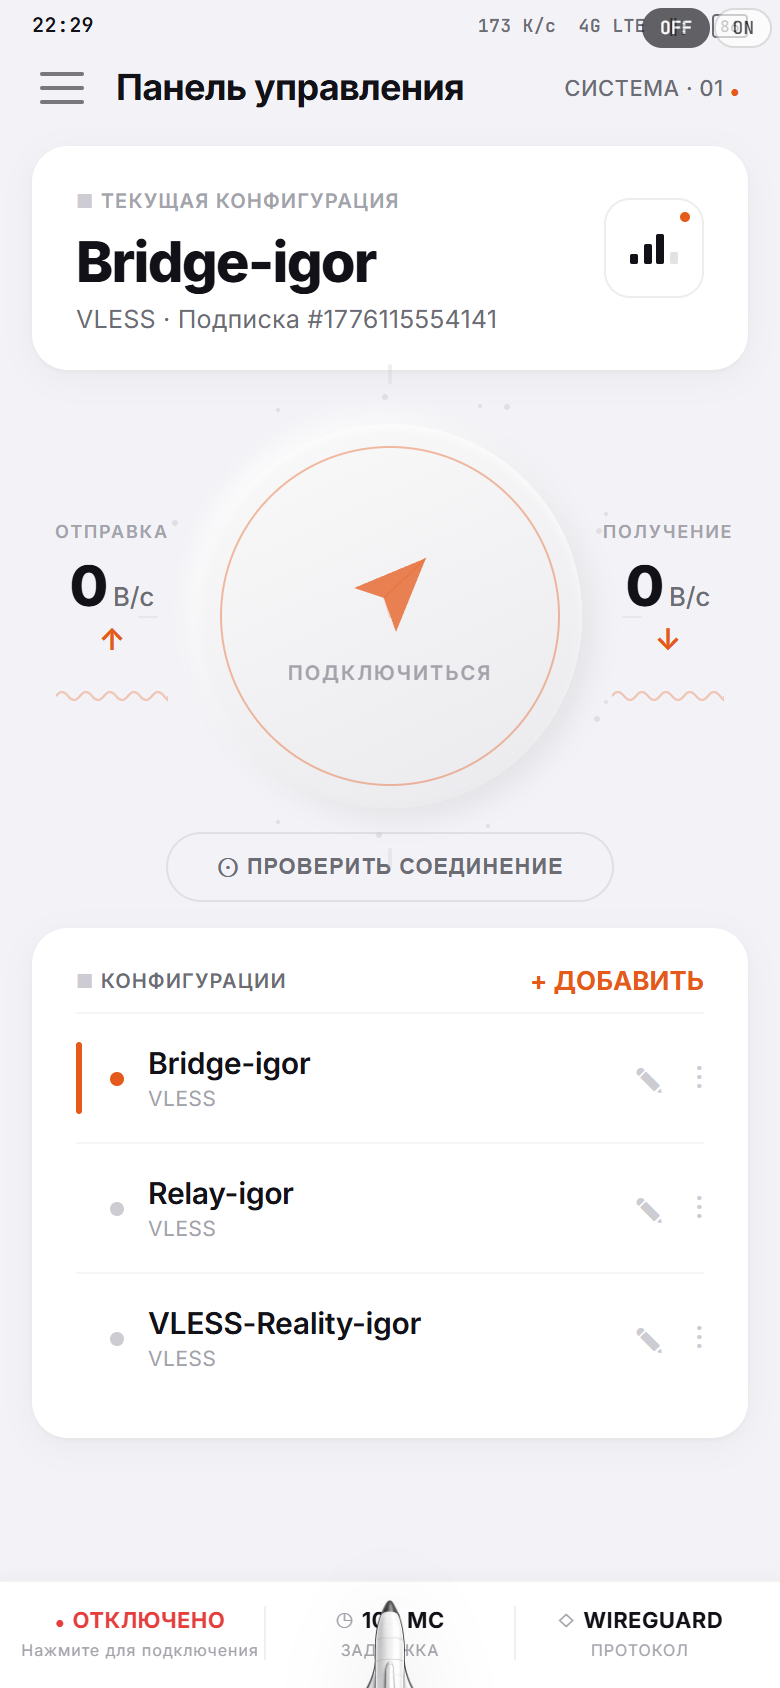 22:29
173 K/c 4G LTE OFF ON
Панель управления
СИСТЕМА · 01
ТЕКУЩАЯ КОНФИГУРАЦИЯ
Bridge-igor
VLESS · Подписка #1776115554141
ОТПРАВКА
0 B/c
ПОЛУЧЕНИЕ
0 B/c
ПОДКЛЮЧИТЬСЯ
ПРОВЕРИТЬ СОЕДИНЕНИЕ
КОНФИГУРАЦИИ
+ ДОБАВИТЬ
Bridge-igor
VLESS
Relay-igor
VLESS
VLESS-Reality-igor
VLESS
ОТКЛЮЧЕНО
Нажмите для подключения
МС
WIREGUARD
ПРОТОКОЛ